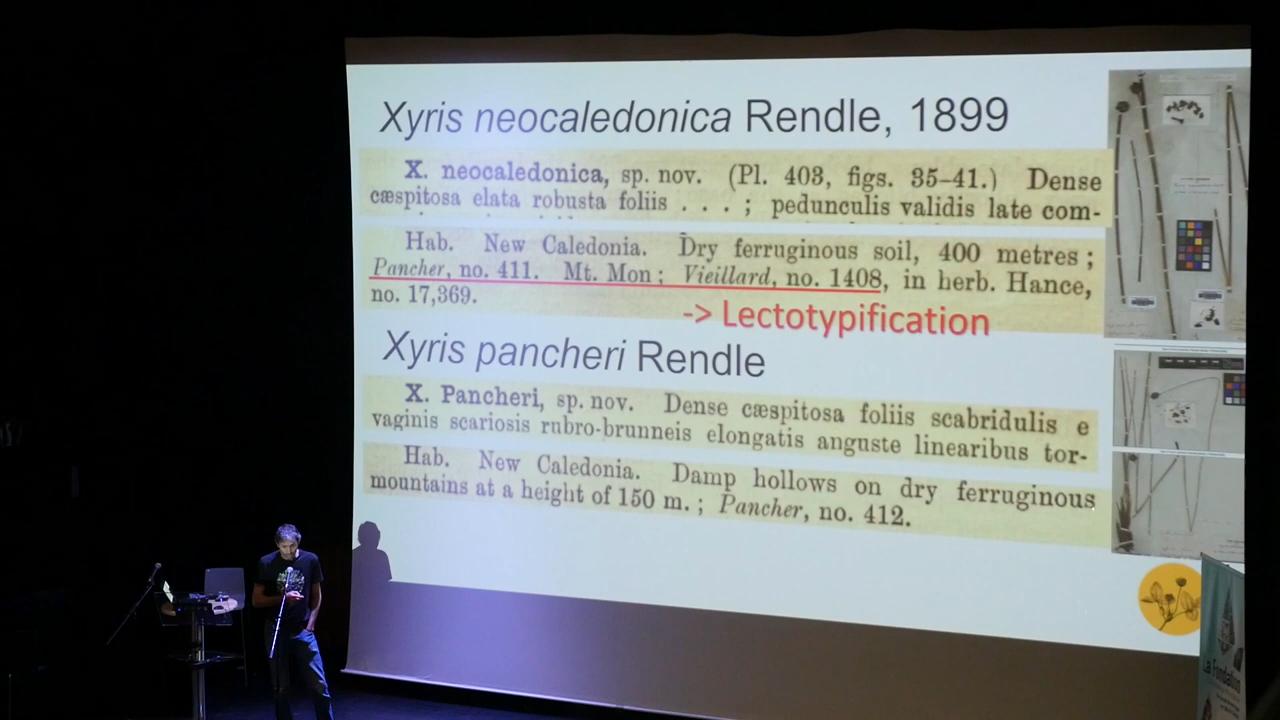 Xyris neocaledonica Rendle, 1899
X. neocaledonica, sp. nov. (Pl. 403, figs. 35–41.) Dense
cæspitosa elata robusta foliis . . . ; pedunculis validis late com-
Hab. New Caledonia. Dry ferruginous soil, 400 metres ;
Pancher, no. 411. Mt. Mon ; Vieillard, no. 1408, in herb. Hance,
no. 17,369.
-> Lectotypification
Xyris pancheri Rendle
X. Pancheri, sp. nov. Dense cæspitosa foliis scabridulis e
vaginis scariosis rubro-brunneis elongatis anguste linearibus tor-
Hab. New Caledonia. Damp hollows on dry ferruginous
mountains at a height of 150 m. ; Pancher, no. 412.
La Fondation